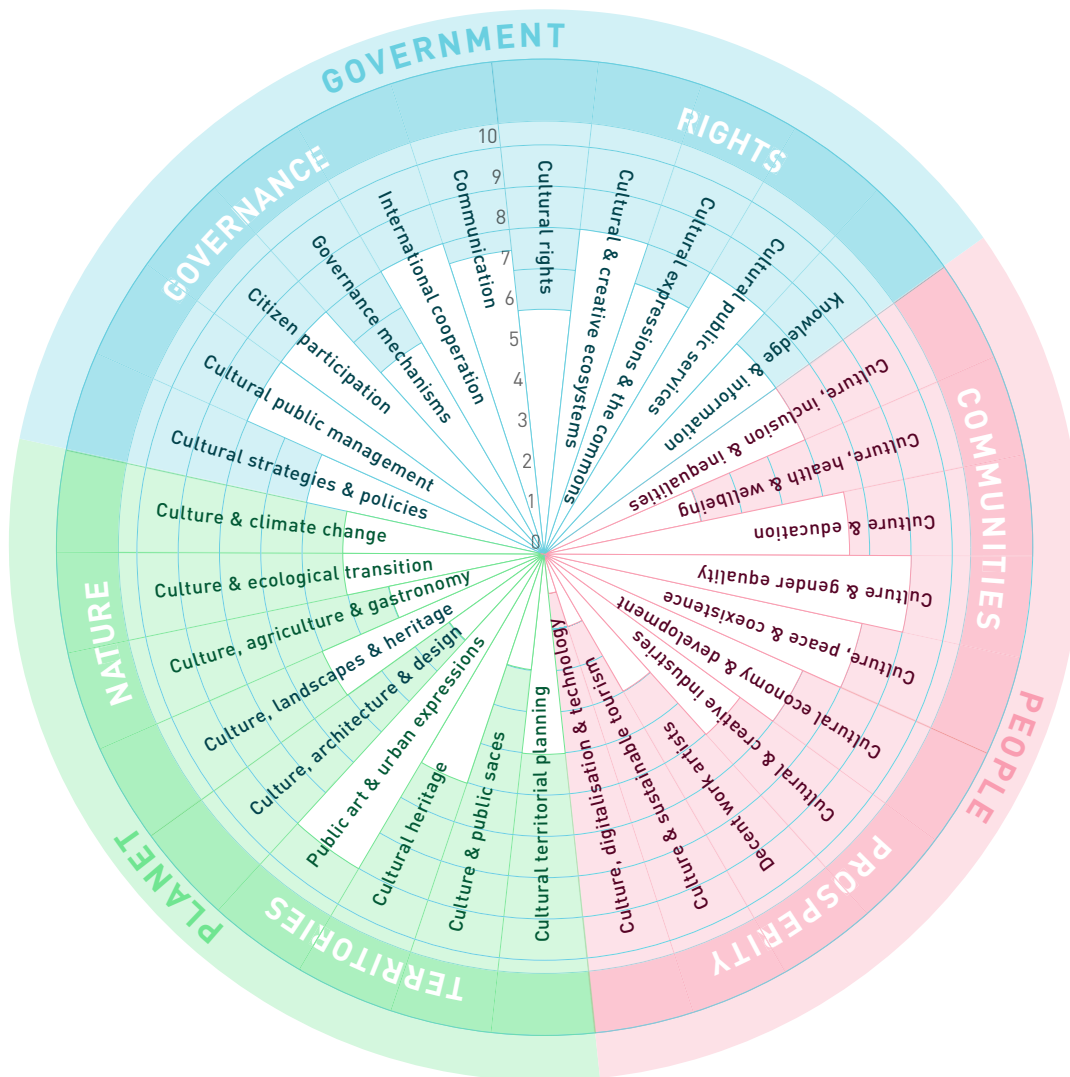 GOVERNMENT
GOVERNANCE
RIGHTS
10
9
8
7
6
5
4
3
2
1
0
Cultural rights
Cultural & creative ecosystems
Cultural expressions & the commons
Cultural public services
Knowledge & information
PEOPLE
COMMUNITIES
Culture, inclusion & inequalities
Culture, health & wellbeing
Culture & education
Culture & gender equality
Culture, peace & coexistence
PROSPERITY
Cultural economy & development
Cultural & creative industries
Decent work artists
Culture & sustainable tourism
Culture, digitalisation & technology
PLANET
TERRITORIES
Cultural territorial planning
Culture & public saces
Cultural heritage
Public art & urban expressions
Culture, architecture & design
NATURE
Culture, landscapes & heritage
Culture, agriculture & gastronomy
Culture & ecological transition
Culture & climate change
Cultural strategies & policies
Cultural public management
Citizen participation
Governance mechanisms
International cooperation
Communication